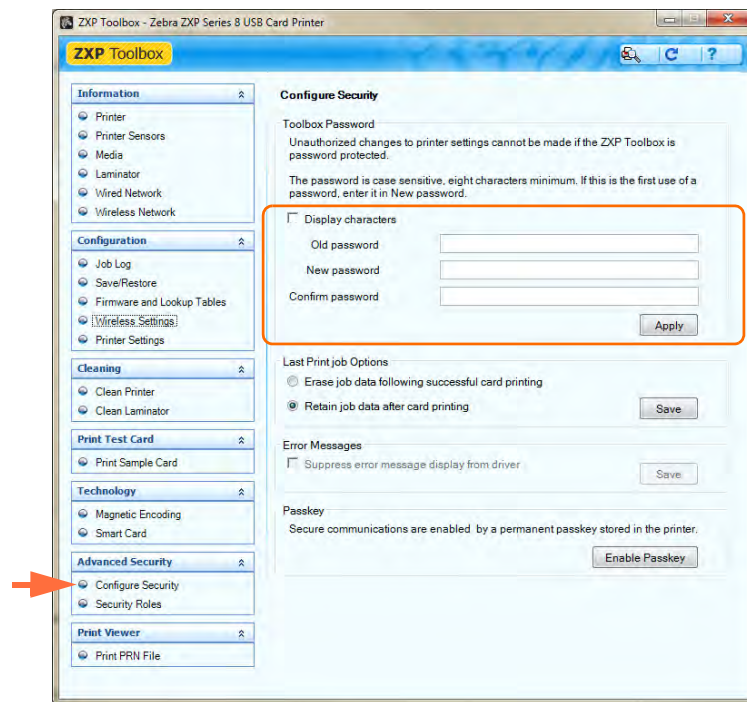 ZXP Toolbox - Zebra ZXP Series 8 USB Card Printer
ZXP Toolbox
?
Information
Printer
Printer Sensors
Media
Laminator
Wired Network
Wireless Network
Configuration
Job Log
Save/Restore
Firmware and Lookup Tables
Wireless Settings
Printer Settings
Cleaning
Clean Printer
Clean Laminator
Print Test Card
Print Sample Card
Technology
Magnetic Encoding
Smart Card
Advanced Security
Configure Security
Security Roles
Print Viewer
Print PRN File
Configure Security
Toolbox Password
Unauthorized changes to printer settings cannot be made if the ZXP Toolbox is
password protected.
The password is case sensitive, eight characters minimum. If this is the first use of a
password, enter it in New password.
Display characters
Old password
New password
Confirm password
Apply
Last Print job Options
Erase job data following successful card printing
Retain job data after card printing
Save
Error Messages
Suppress error message display from driver
Save
Passkey
Secure communications are enabled by a permanent passkey stored in the printer.
Enable Passkey